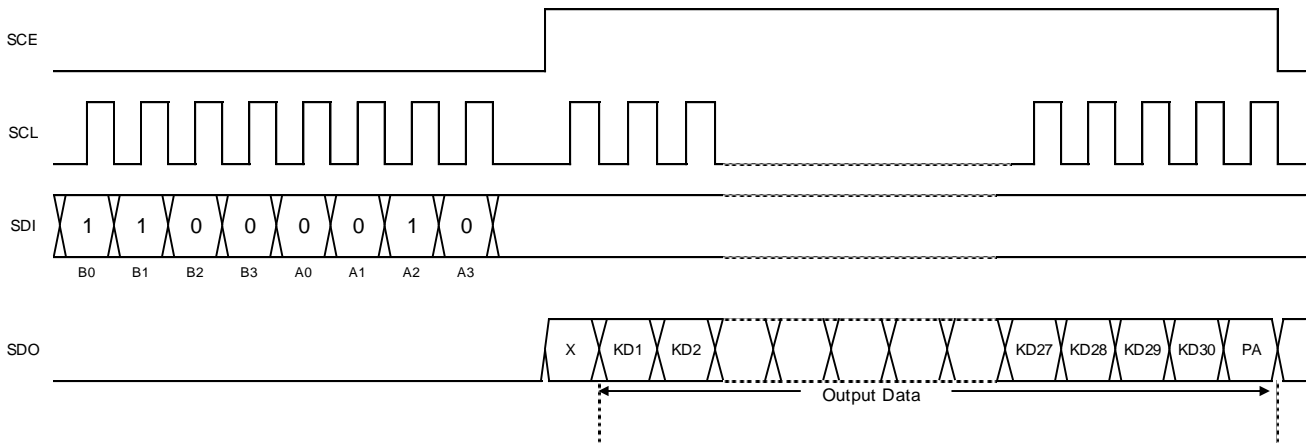 SCE
SCL
SDI
1 1 0 0 0 0 1 0
B0 B1 B2 B3 A0 A1 A2 A3
SDO
X KD1 KD2 KD27 KD28 KD29 KD30 PA
Output Data